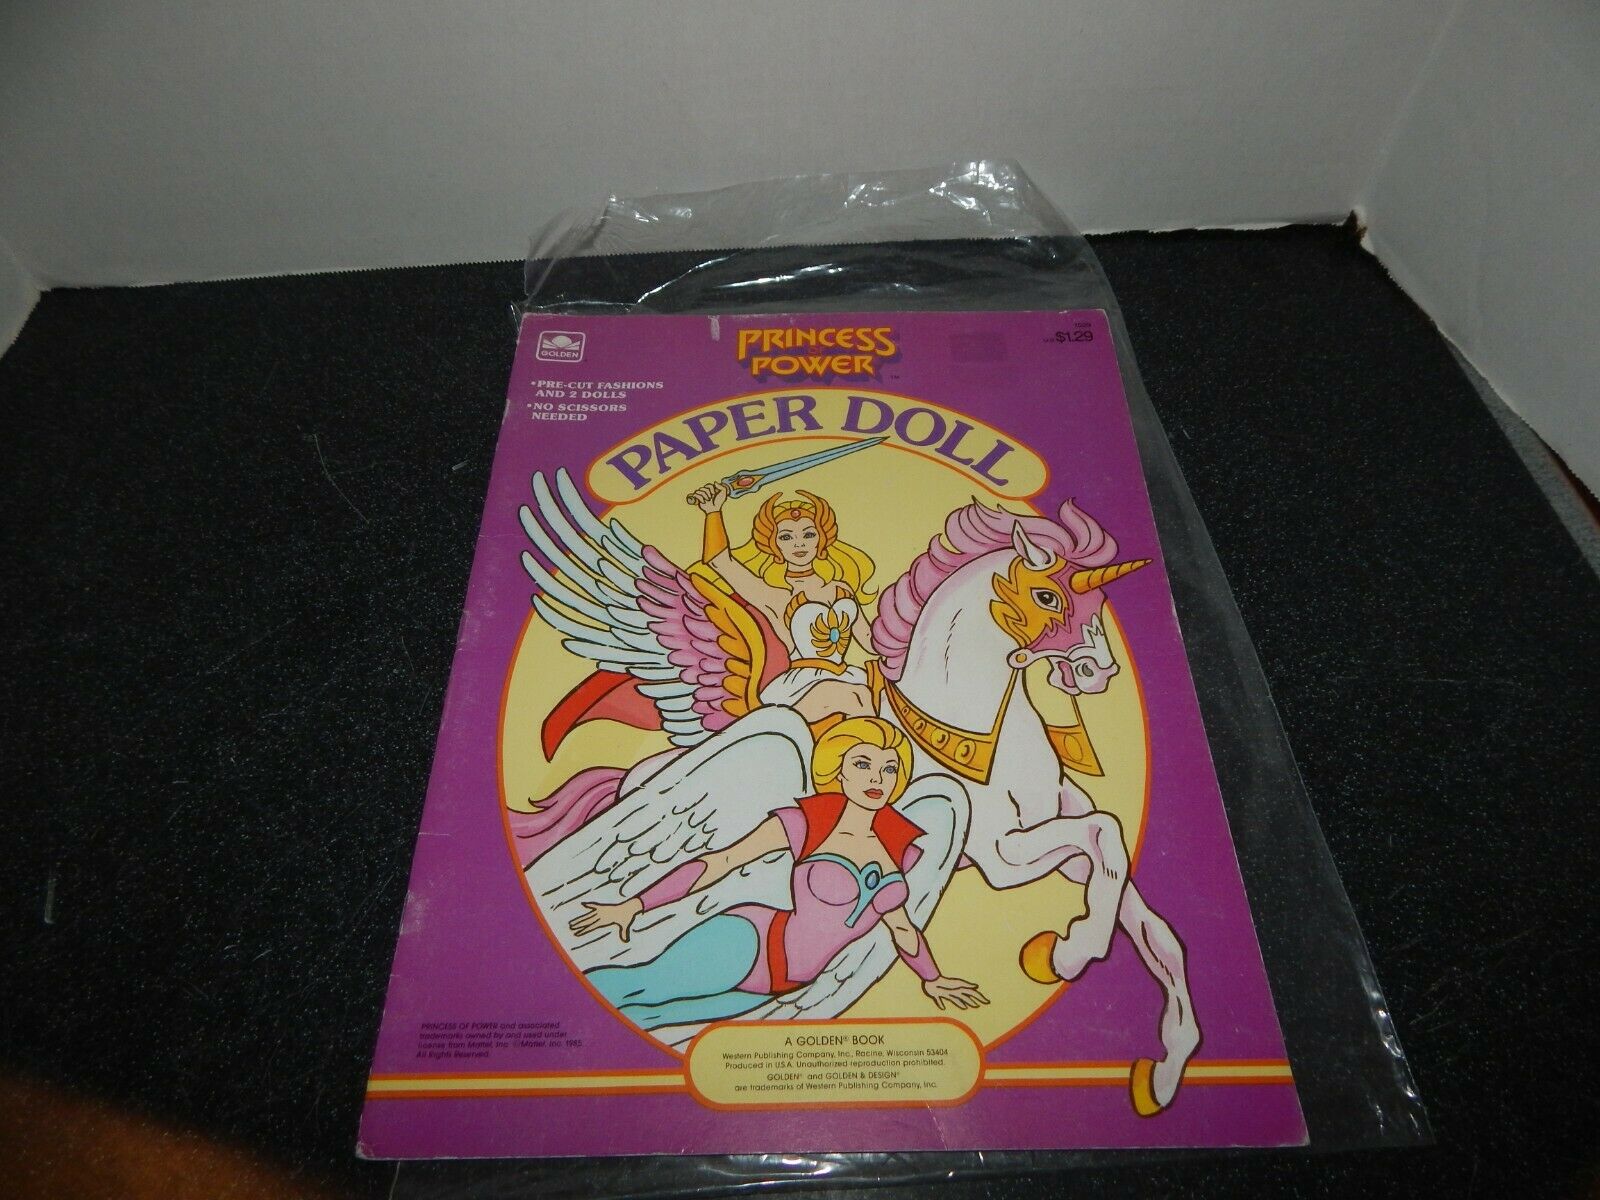 GOLDEN
PRINCESS
OF
POWER™
1529
U.S. $1.29
•PRE-CUT FASHIONS
AND 2 DOLLS
•NO SCISSORS
NEEDED
PAPER DOLL
PRINCESS OF POWER and associated
trademarks owned by and used under
license from Mattel, Inc. ©Mattel, Inc. 1985.
All Rights Reserved.
A GOLDEN® BOOK
Western Publishing Company, Inc., Racine, Wisconsin 53404
Produced in U.S.A. Unauthorized reproduction prohibited.
GOLDEN® and GOLDEN & DESIGN®
are trademarks of Western Publishing Company, Inc.